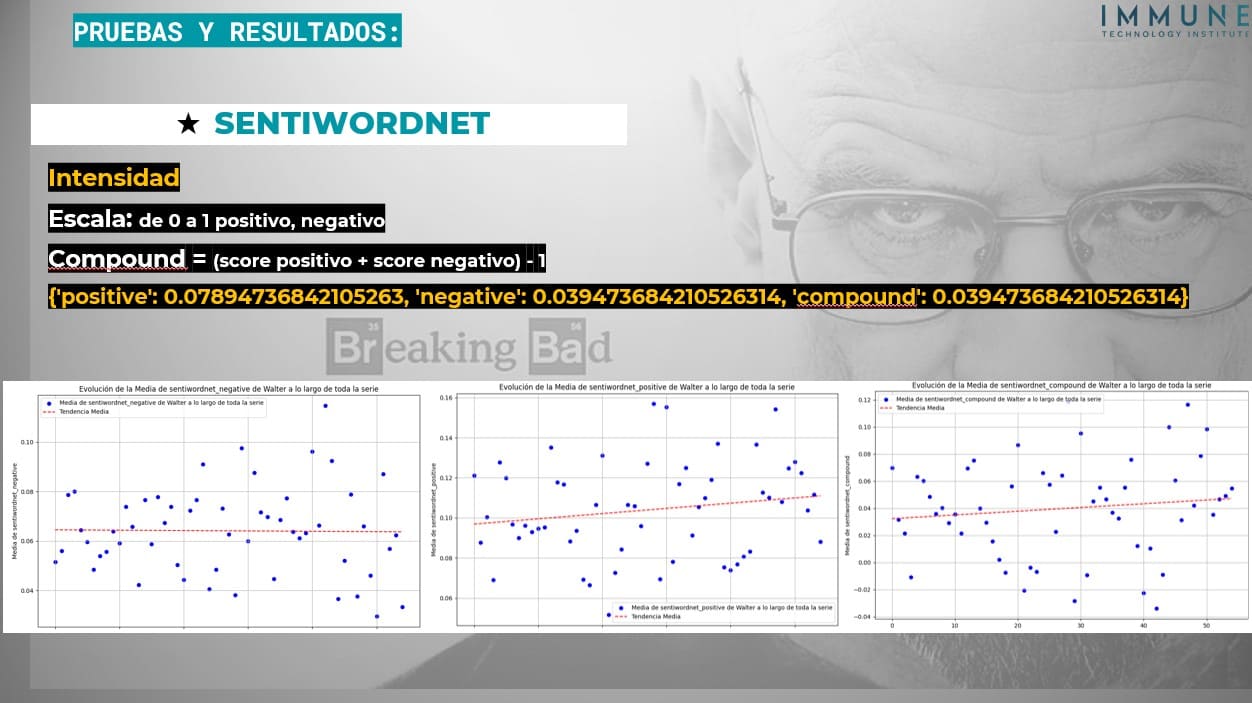 PRUEBAS Y RESULTADOS:
IMMUNE
TECHNOLOGY INSTITUTE
★ SENTIWORDNET
Intensidad
Escala: de 0 a 1 positivo, negativo
Compound = (score positivo + score negativo) - 1
{'positive': 0.07894736842105263, 'negative': 0.039473684210526314, 'compound': 0.039473684210526314}
35
56
Breaking Bad
Evolución de la Media de sentiwordnet_negative de Walter a lo largo de toda la serie
Media de sentiwordnet_negative de Walter a lo largo de toda la serie
Tendencia Media
Media de sentiwordnet_negative
0.10
0.08
0.06
0.04
Evolución de la Media de sentiwordnet_positive de Walter a lo largo de toda la serie
Media de sentiwordnet_positive
0.16
0.14
0.12
0.10
0.08
0.06
Media de sentiwordnet_positive de Walter a lo largo de toda la serie
Tendencia Media
Evolución de la Media de sentiwordnet_compound de Walter a lo largo de toda la serie
Media de sentiwordnet_compound de Walter a lo largo de toda la serie
Tendencia Media
Media de sentiwordnet_compound
0.12
0.10
0.08
0.06
0.04
0.02
0.00
−0.02
−0.04
0 10 20 30 40 50